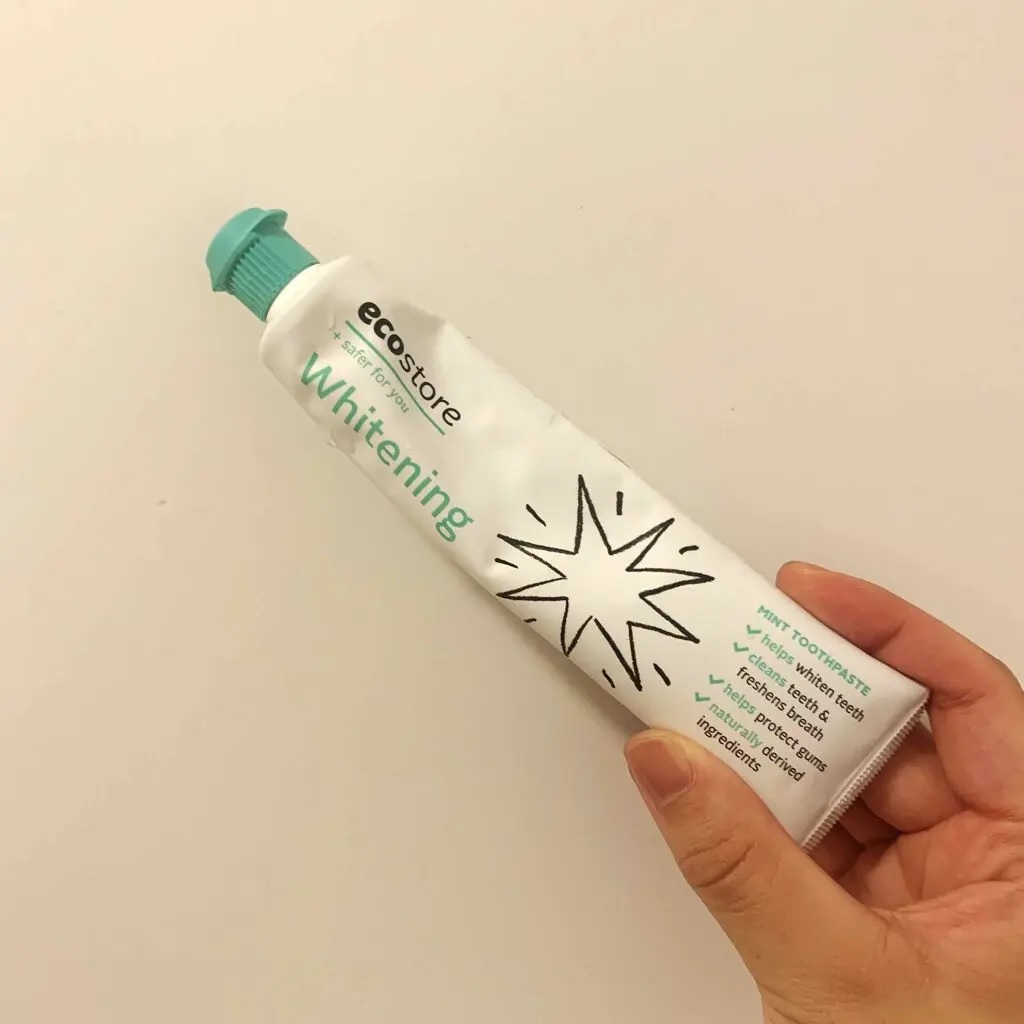 ecostore
+ safer for you
Whitening
MINT TOOTHPASTE
✓ helps whiten teeth
✓ cleans teeth &
freshens breath
✓ helps protect gums
✓ naturally derived
ingredients